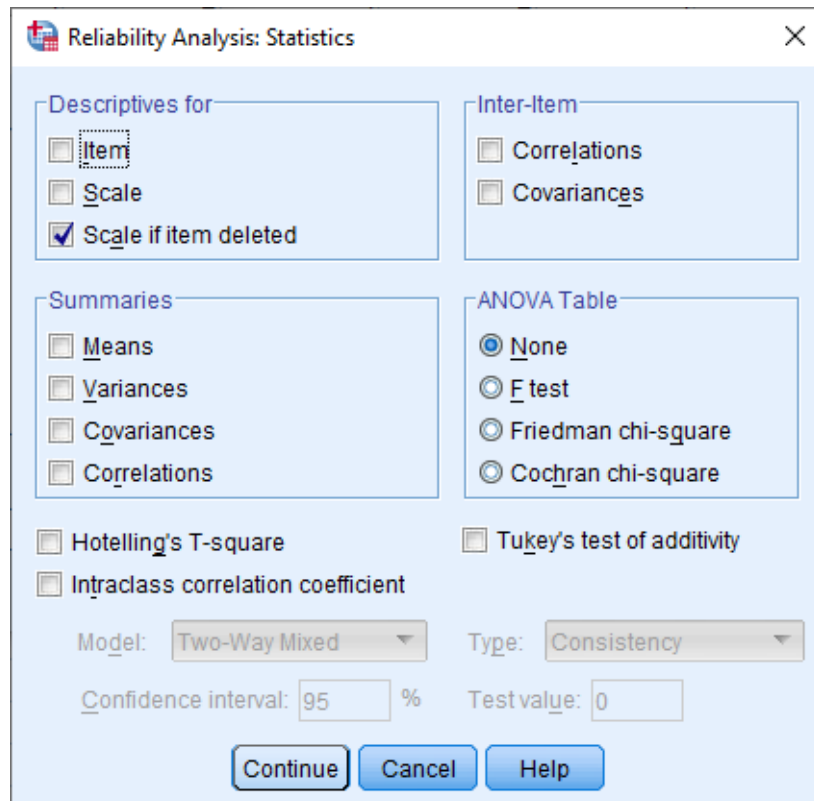 Reliability Analysis: Statistics
Descriptives for
Item
Scale
Scale if item deleted
Inter-Item
Correlations
Covariances
Summaries
Means
Variances
Covariances
Correlations
ANOVA Table
None
F test
Friedman chi-square
Cochran chi-square
Hotelling's T-square
Tukey's test of additivity
Intraclass correlation coefficient
Model: Two-Way Mixed Type: Consistency
Confidence interval: 95 % Test value: 0
Continue Cancel Help